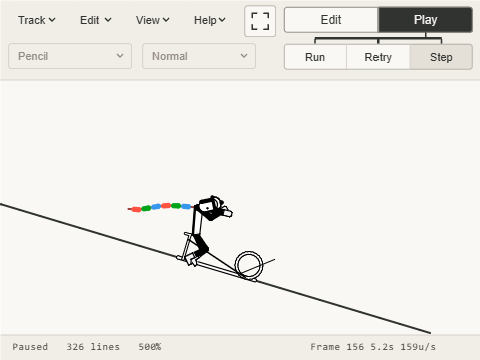 Track Edit View Help Edit Play
Pencil Normal Run Retry Step
Paused 326 lines 500% Frame 156 5.2s 159u/s